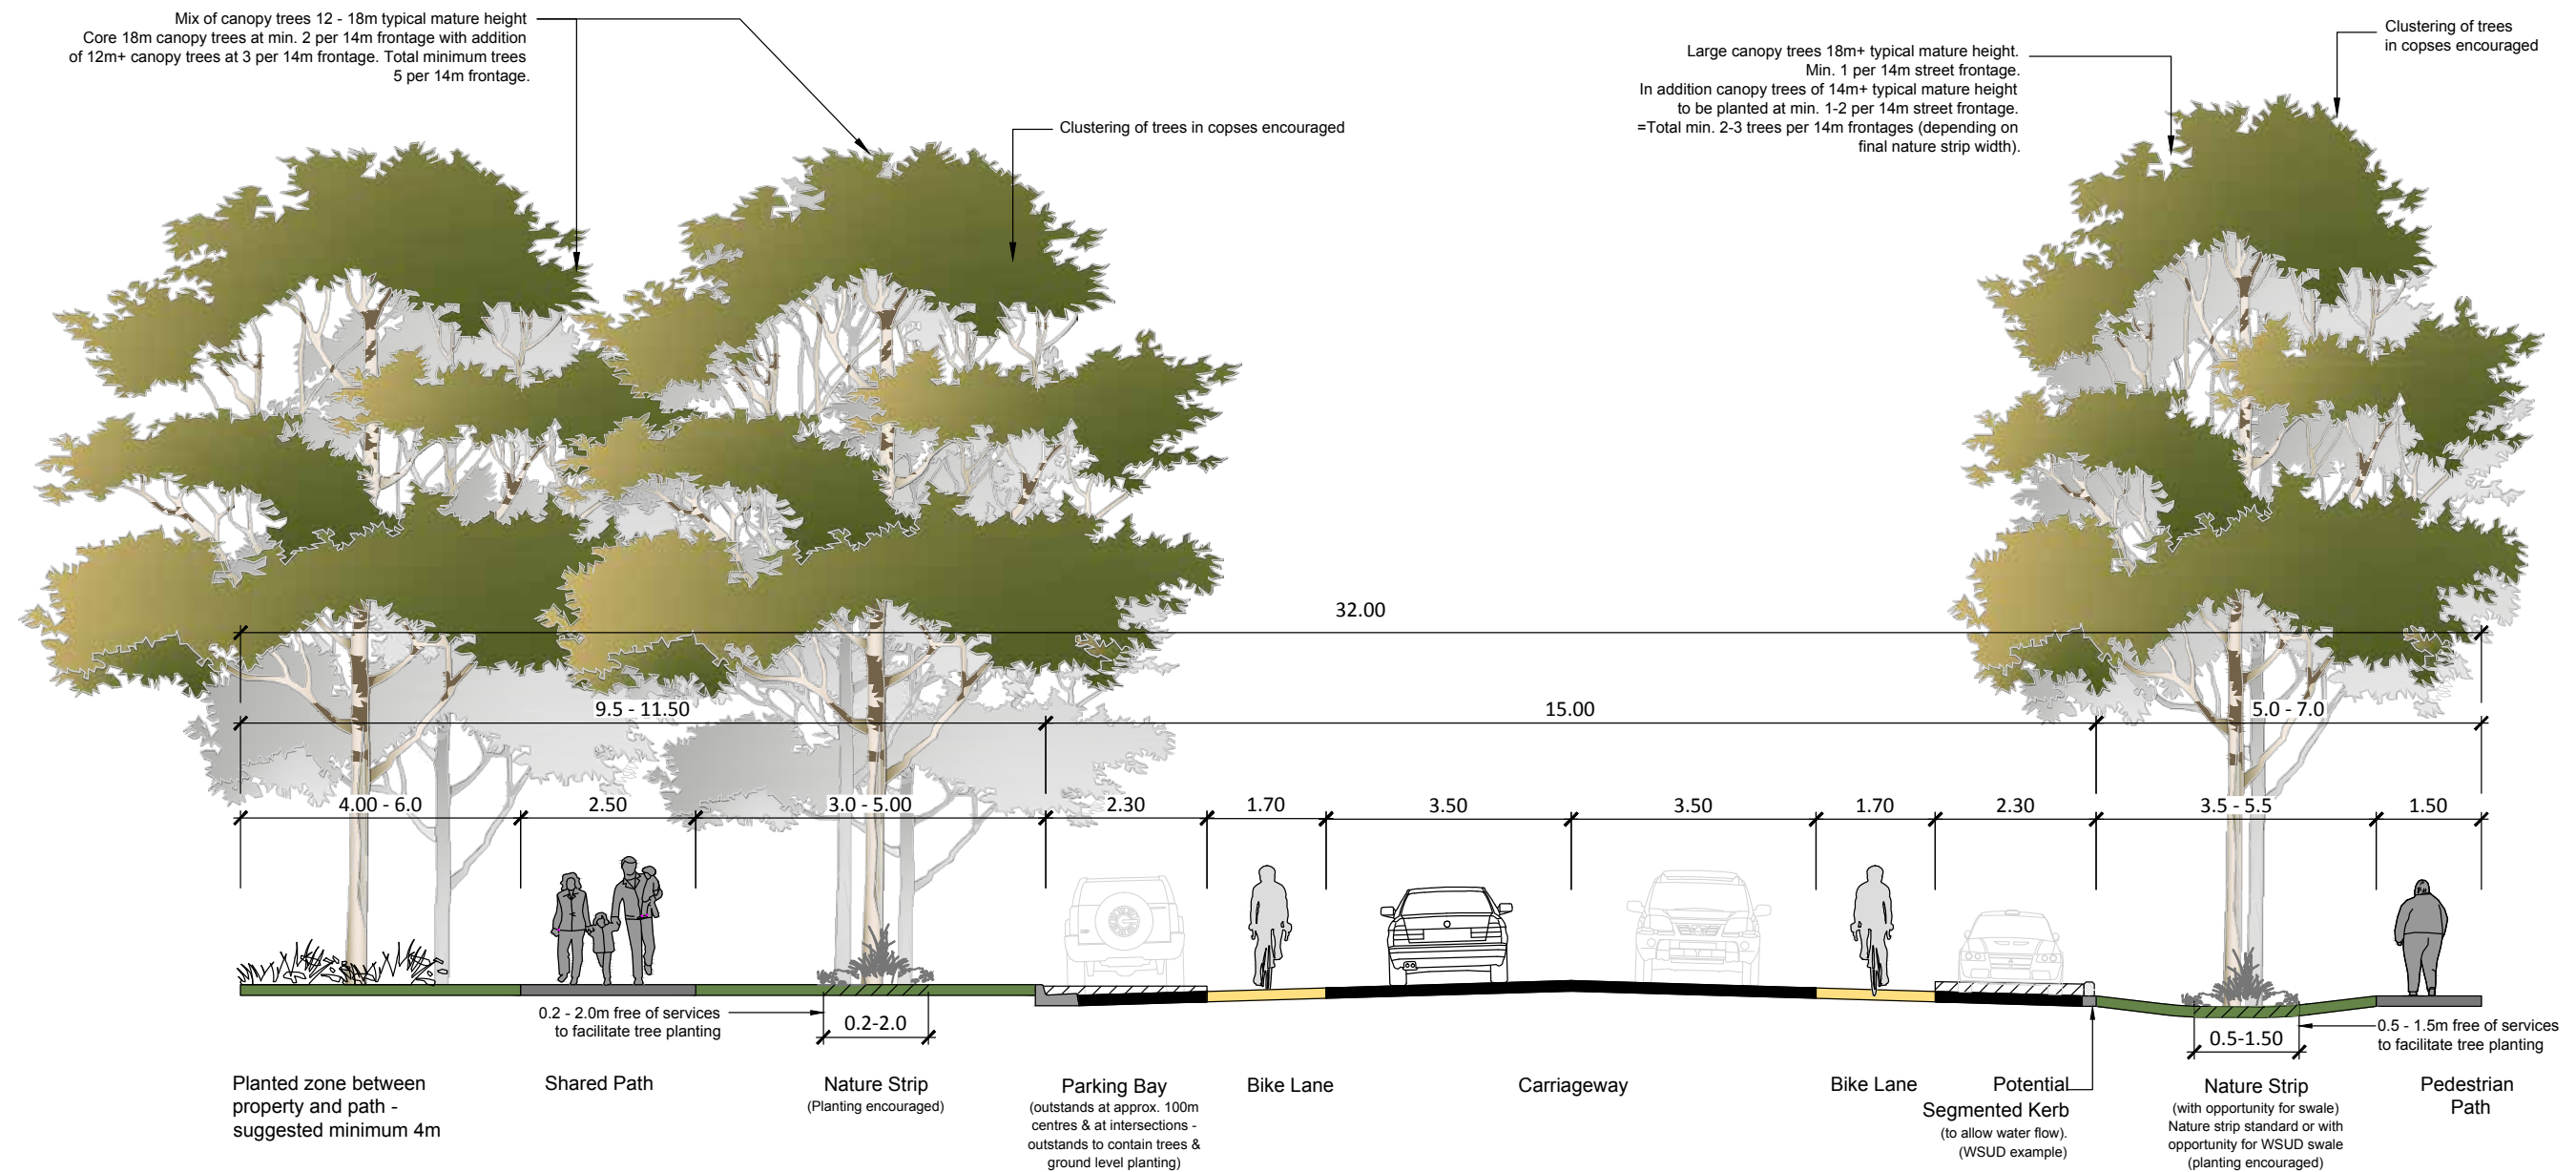 Mix of canopy trees 12 - 18m typical mature height
Core 18m canopy trees at min. 2 per 14m frontage with addition
of 12m+ canopy trees at 3 per 14m frontage. Total minimum trees
5 per 14m frontage.
Clustering of trees in copses encouraged
Large canopy trees 18m+ typical mature height.
Min. 1 per 14m street frontage.
In addition canopy trees of 14m+ typical mature height
to be planted at min. 1-2 per 14m street frontage.
=Total min. 2-3 trees per 14m frontages (depending on
final nature strip width).
Clustering of trees
in copses encouraged
32.00
9.5 - 11.50
15.00
5.0 - 7.0
4.00 - 6.0
2.50
3.0 - 5.00
2.30
1.70
3.50
3.50
1.70
2.30
3.5 - 5.5
1.50
0.2 - 2.0m free of services
to facilitate tree planting
0.2-2.0
0.5-1.50
0.5 - 1.5m free of services
to facilitate tree planting
Planted zone between
property and path -
suggested minimum 4m
Shared Path
Nature Strip
(Planting encouraged)
Parking Bay
(outstands at approx. 100m
centres & at intersections -
outstands to contain trees &
ground level planting)
Bike Lane
Carriageway
Bike Lane
Potential
Segmented Kerb
(to allow water flow).
(WSUD example)
Nature Strip
(with opportunity for swale)
Nature strip standard or with
opportunity for WSUD swale
(planting encouraged)
Pedestrian
Path